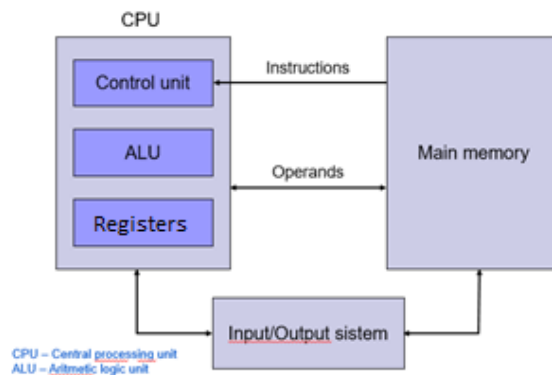 CPU
Control unit
Instructions
ALU
Main memory
Operands
Registers
Input/Output sistem
CPU – Central processing unit
ALU – Aritmetic logic unit